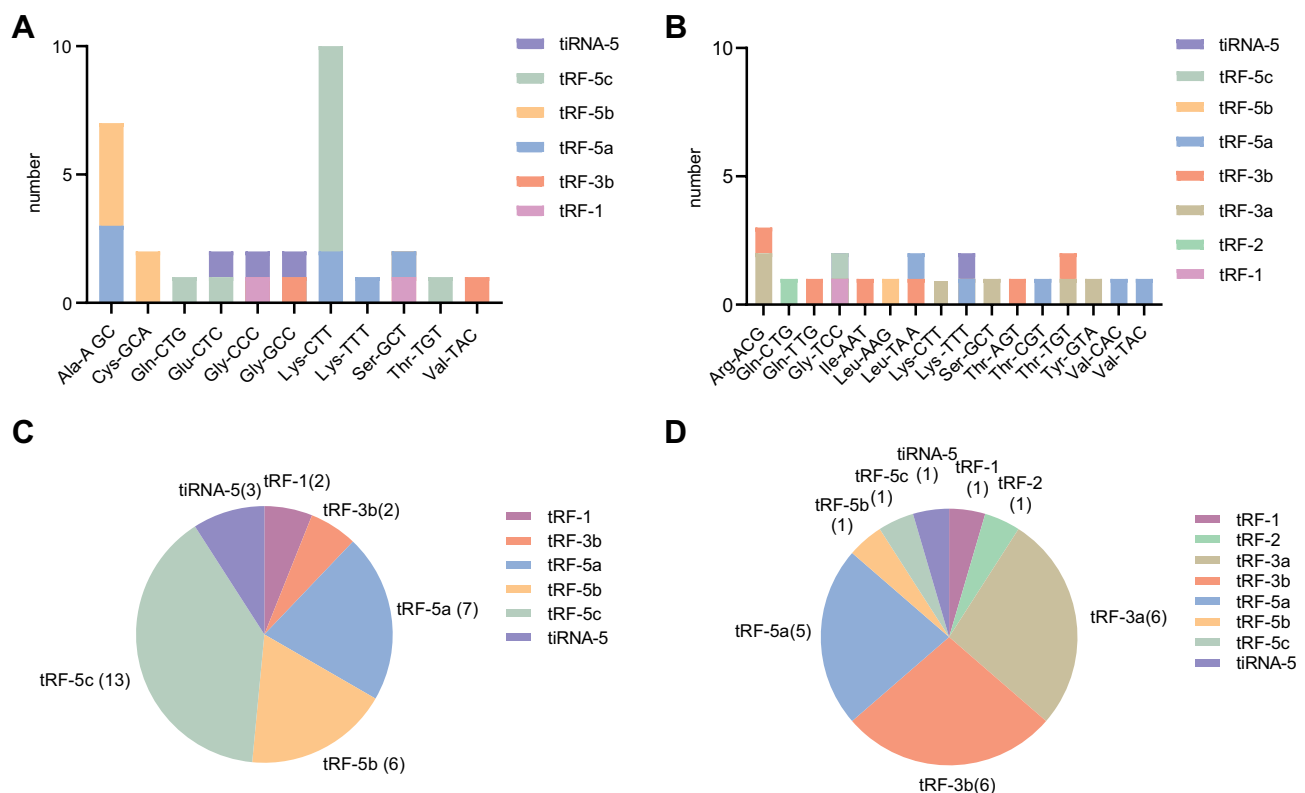 A
number
10
5
0
Ala-A GC
Cys-GCA
Gln-CTG
Glu-CTC
Gly-CCC
Gly-GCC
Lys-CTT
Lys-TTT
Ser-GCT
Thr-TGT
Val-TAC
tiRNA-5
tRF-5c
tRF-5b
tRF-5a
tRF-3b
tRF-1
B
number
10
5
0
Arg-ACG
Gln-C TG
Gln-T TG
Gly-TCC
Ile-AAT
Leu-AAG
Leu-TAA
Lys-CTT
Lys -TTT
Ser-GCT
Thr-AGT
Thr-CGT
Thr-TGT
Tyr-GTA
Val-CAC
Val-TAC
tiRNA-5
tRF-5c
tRF-5b
tRF-5a
tRF-3b
tRF-3a
tRF-2
tRF-1
C
tiRNA-5(3)
tRF-1(2)
tRF-3b(2)
tRF-5a (7)
tRF-5b (6)
tRF-5c (13)
tRF-1
tRF-3b
tRF-5a
tRF-5b
tRF-5c
tiRNA-5
D
tiRNA-5
(1)
tRF-1
(1)
tRF-2
(1)
tRF-3a(6)
tRF-3b(6)
tRF-5a(5)
tRF-5b
(1)
tRF-5c
(1)
tRF-1
tRF-2
tRF-3a
tRF-3b
tRF-5a
tRF-5b
tRF-5c
tiRNA-5